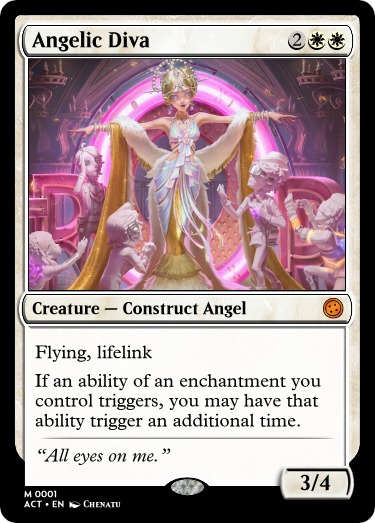 Angelic Diva 2
Creature — Construct Angel
Flying, lifelink
If an ability of an enchantment you
control triggers, you may have that
ability trigger an additional time.
“All eyes on me.”
3/4
M 0001
ACT • EN CHENATU